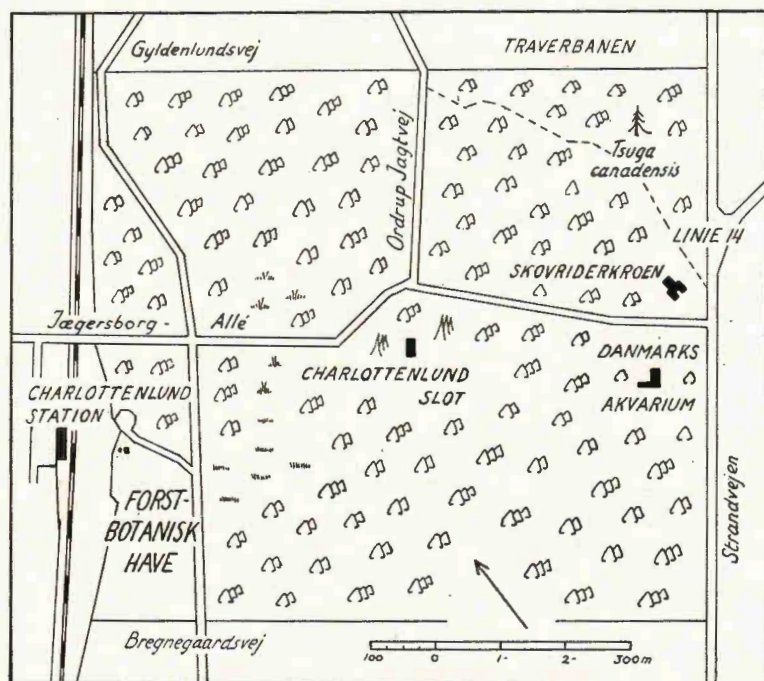 Gyldenlundsvej
TRAVERBANEN
Ordrup Jagtvej
Tsuga
canadensis
LINIE 14
SKOVRIDERKROEN
Jægersborg -
Allé
CHARLOTTENLUND
SLOT
DANMARKS
AKVARIUM
CHARLOTTENLUND
STATION
FORST-
BOTANISK
HAVE
Strandvejen
Bregnegaardsvej
100 0 1- 2- 300m